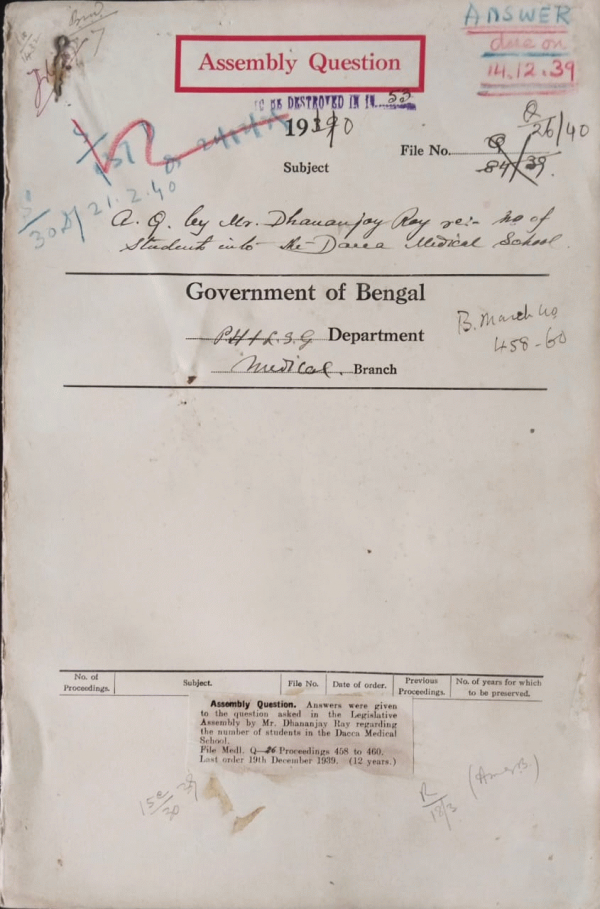 ANSWER
due on
14.12.39
Assembly Question
TO BE DESTROYED IN 19 53
1940
Q
26/40
File No. Q
84/39.
Subject
21.2.40
A. Q. by Mr. Dhananjoy Roy re:- no of
students into the Dacca Medical School.
Government of Bengal
PH & L.S.G Department
Medical. Branch
B. March 40
458-60
No. of Proceedings. Subject. File No. Date of order. Previous Proceedings. No. of years for which to be preserved.
Assembly Question. Answers were given
to the question asked in the Legislative
Assembly by Mr. Dhananjay Ray regarding
the number of students in the Dacca Medical
School.
File Medl. Q—26 Proceedings 458 to 460.
Last order 19th December 1939. (12 years.)
R
18/3